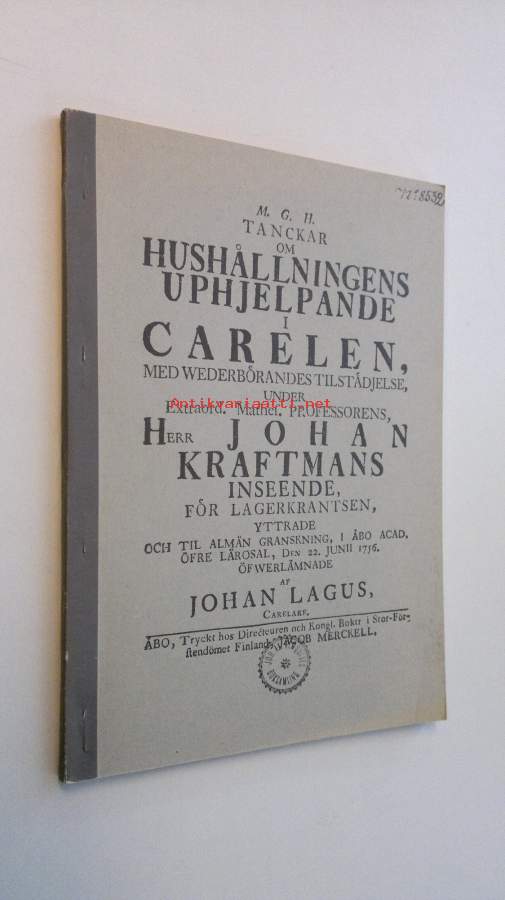 M. G. H.
TANCKAR
OM
HUSHÅLLNINGENS
UPHJELPANDE
I
CARELEN,
MED WEDERBÖRANDES TILSTÄDJELSE,
UNDER
Antikvariaatti.net
Extraord. Mathes. PROFESSORENS,
HERR JOHAN
KRAFTMANS
INSEENDE,
FÖR LAGERKRANTSEN,
YTTRADE
OCH TIL ALMÄN GRANSKNING, I ÅBO ACAD.
ÖFRE LÄROSAL, DEN 22. JUNII 1756.
ÖFWERLÄMNADE
AF
JOHAN LAGUS,
CARELARE.
ÅBO, Tryckt hos Directeuren och Kongl. Boktr i Stor-För-
stendömet Finland, JACOB MERCKELL,